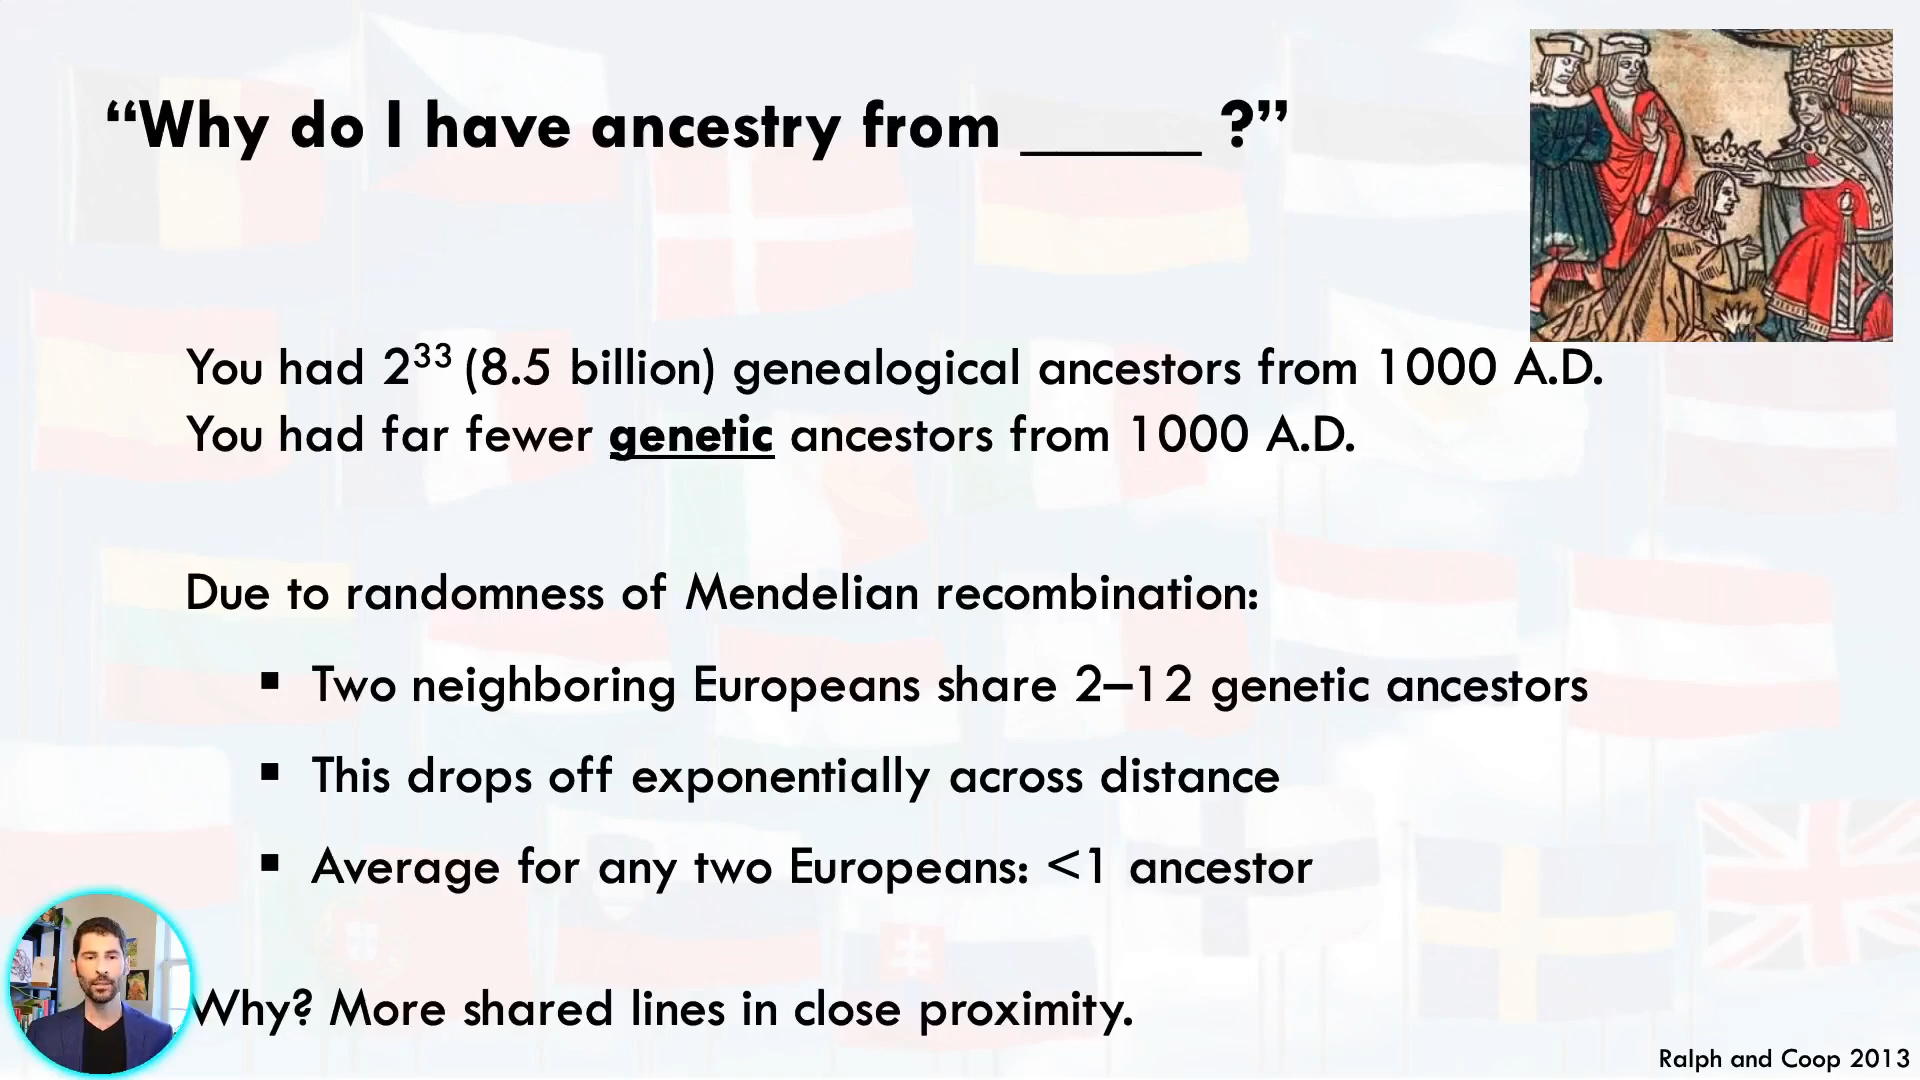 “Why do I have ancestry from ______ ?”
You had 2³³ (8.5 billion) genealogical ancestors from 1000 A.D.
You had far fewer genetic ancestors from 1000 A.D.
Due to randomness of Mendelian recombination:
▪ Two neighboring Europeans share 2–12 genetic ancestors
▪ This drops off exponentially across distance
▪ Average for any two Europeans: <1 ancestor
Why? More shared lines in close proximity.
Ralph and Coop 2013